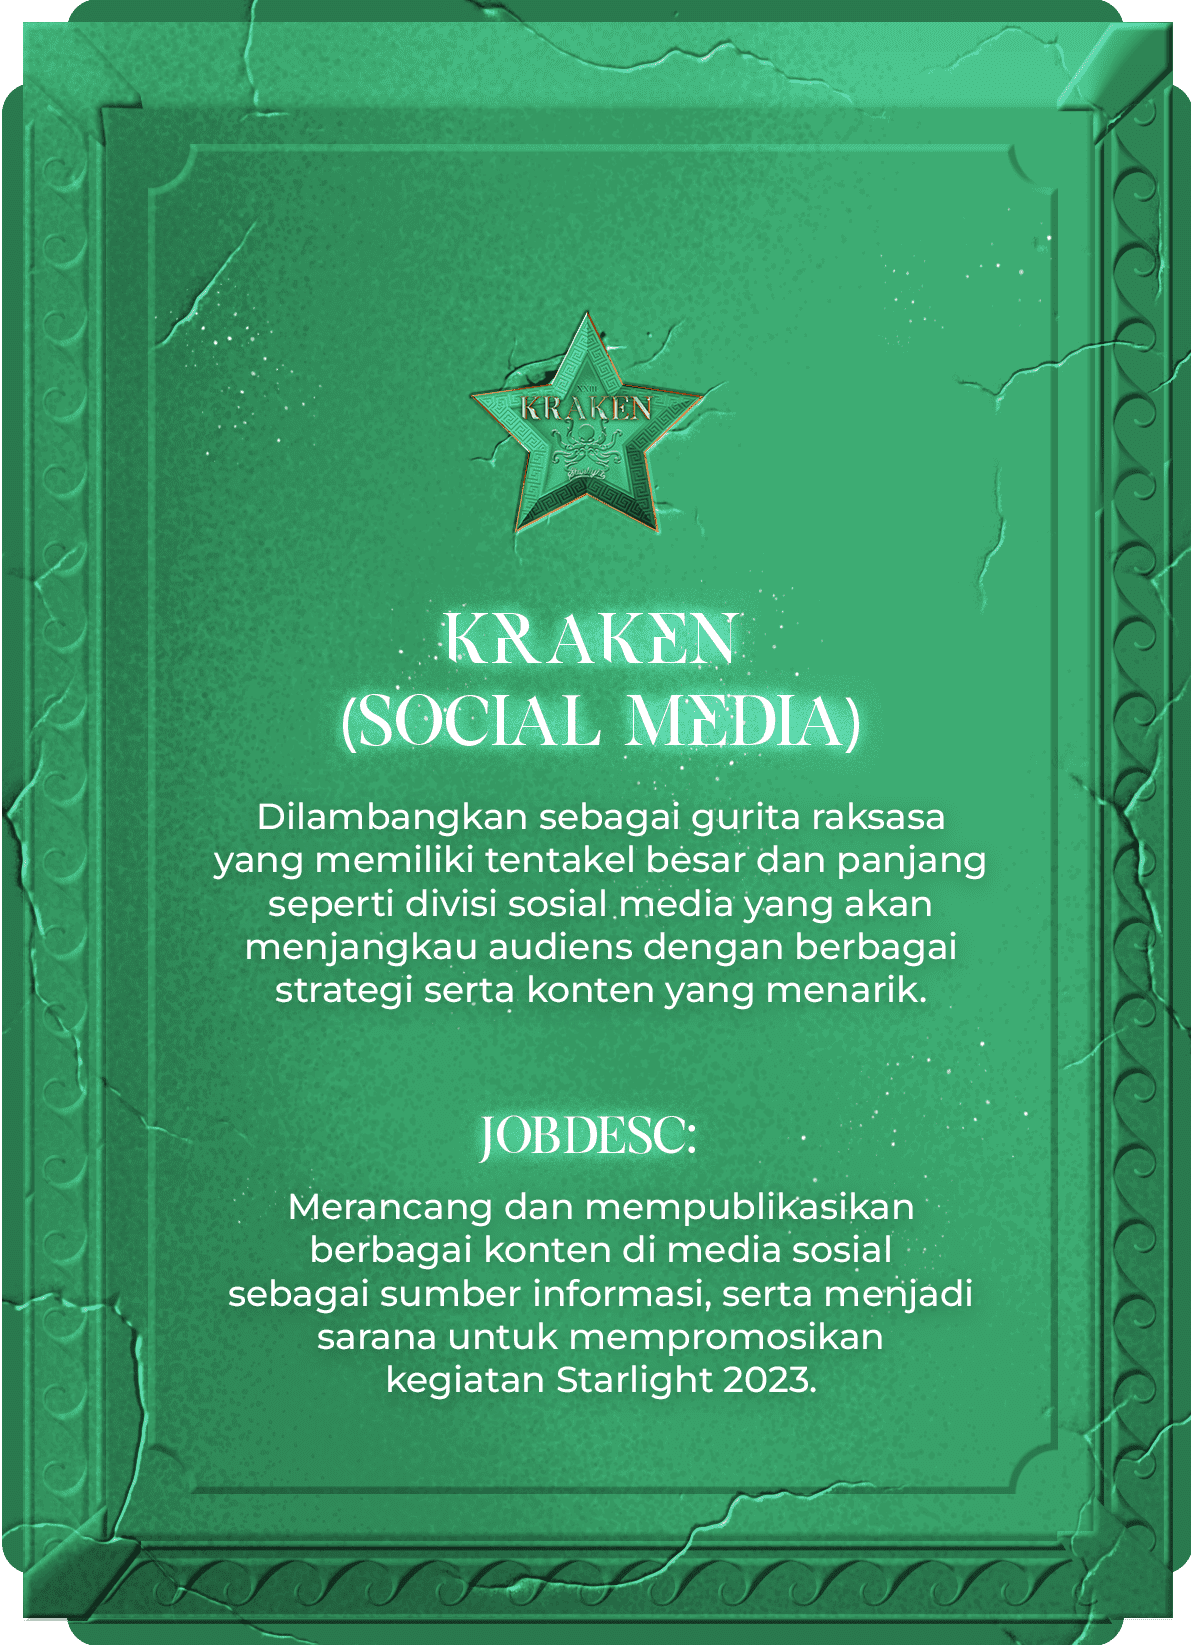 XXIII
KRAKEN
KRAKEN
(SOCIAL MEDIA)
Dilambangkan sebagai gurita raksasa
yang memiliki tentakel besar dan panjang
seperti divisi sosial media yang akan
menjangkau audiens dengan berbagai
strategi serta konten yang menarik.
JOBDESC:
Merancang dan mempublikasikan
berbagai konten di media sosial
sebagai sumber informasi, serta menjadi
sarana untuk mempromosikan
kegiatan Starlight 2023.